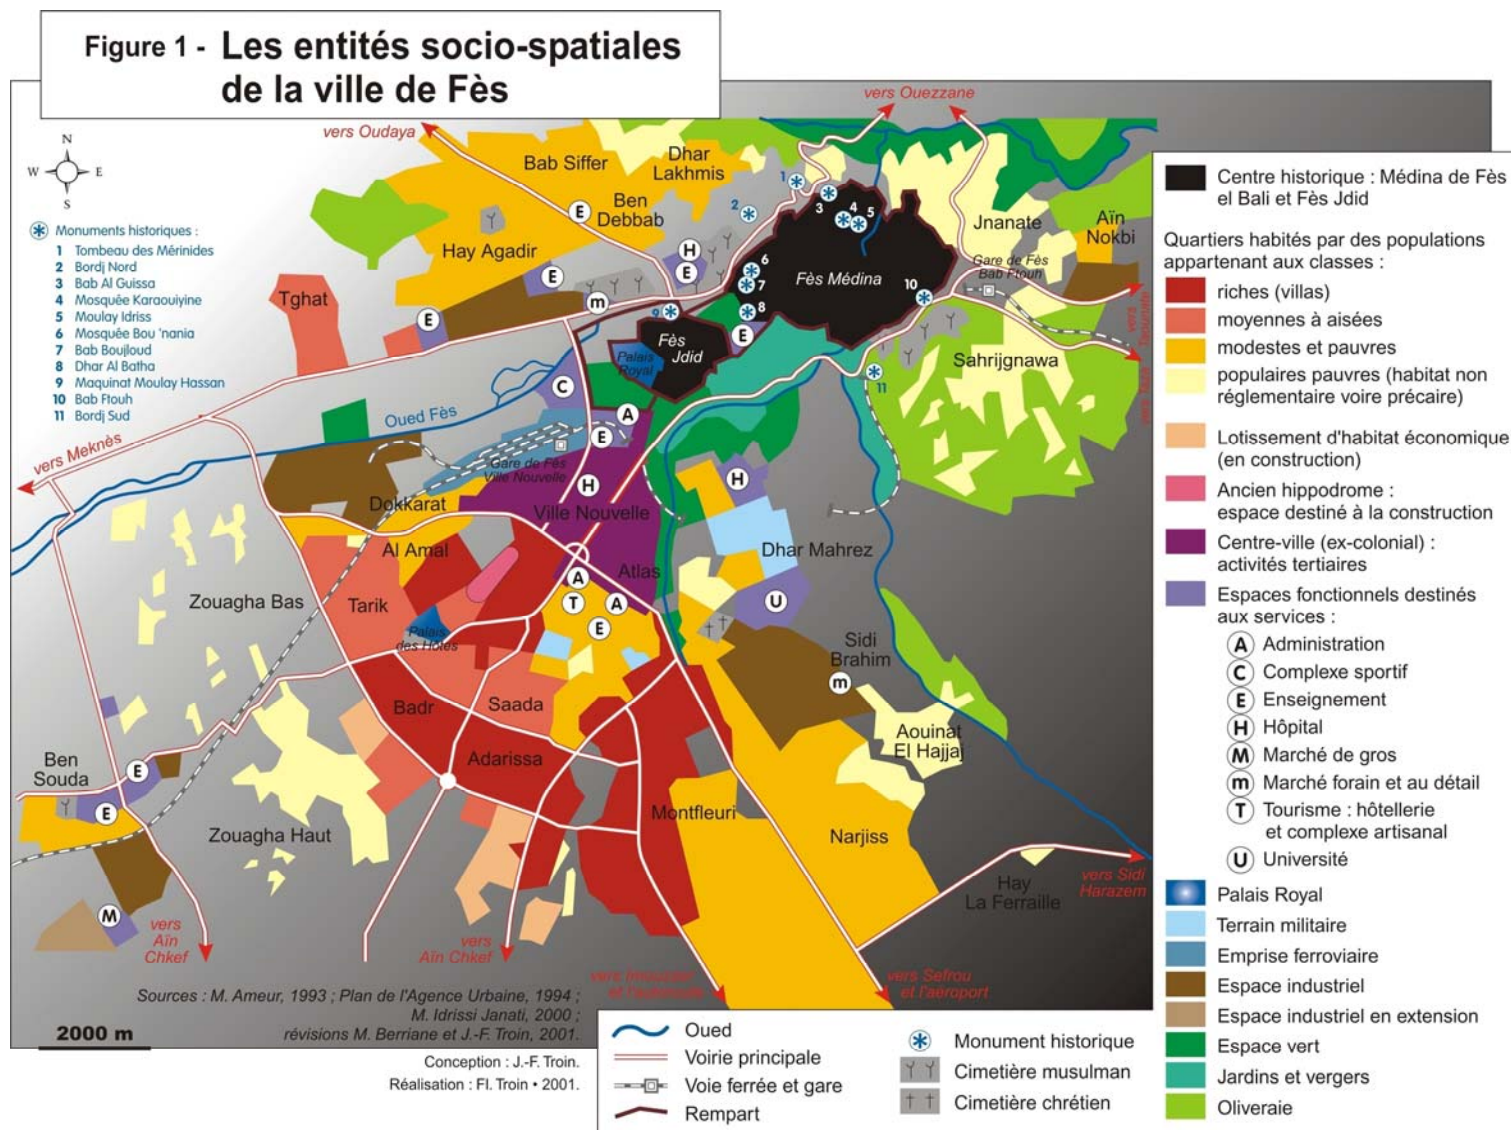 Figure 1 - Les entités socio-spatiales
de la ville de Fès
N
W
E
S
Monuments historiques :
1 Tombeau des Mérinides
2 Bordj Nord
3 Bab Al Guissa
4 Mosquée Karaouiyine
5 Moulay Idriss
6 Mosquée Bou 'nania
7 Bab Boujloud
8 Dhar Al Batha
9 Maquinat Moulay Hassan
10 Bab Ftouh
11 Bordj Sud
vers Oudaya
vers Ouezzane
Bab Siffer
Dhar
Lakhmis
Ben
Debbab
Hay Agadir
Jnanate
Aïn
Nokbi
Gare de Fès
Bab Ftouh
Fès Médina
Tghat
Fès
Jdid
Palais
Royal
Sahrijgnawa
1
2
3
4
5
6
7
8
9
10
11
E
H
E
E
m
E
E
C
A
E
H
vers Meknès
Oued Fès
Gare de Fès
Ville Nouvelle
Dokkarat
Ville Nouvelle
Al Amal
Atlas
Dhar Mahrez
H
A
T
A
E
U
Zouagha Bas
Tarik
Palais
des Hôtes
Sidi
Brahim
m
Badr
Saada
Aouinat
El Hajjaj
Ben
Souda
E
E
Adarissa
Montfleuri
Narjiss
Zouagha Haut
Hay
La Ferraille
vers Sidi
Harazem
M
vers
Aïn
Chkef
vers
Aïn Chkef
vers Sefrou
et l'aéroport
Sources : M. Ameur, 1993 ; Plan de l'Agence Urbaine, 1994 ;
M. Idrissi Janati, 2000 ;
révisions M. Berriane et J.-F. Troin, 2001.
2000 m
Conception : J.-F. Troin.
Réalisation : Fl. Troin • 2001.
Oued
Voirie principale
Voie ferrée et gare
Rempart
Monument historique
Cimetière musulman
Cimetière chrétien
Centre historique : Médina de Fès
el Bali et Fès Jdid
Quartiers habités par des populations
appartenant aux classes :
riches (villas)
moyennes à aisées
modestes et pauvres
populaires pauvres (habitat non
réglementaire voire précaire)
Lotissement d'habitat économique
(en construction)
Ancien hippodrome :
espace destiné à la construction
Centre-ville (ex-colonial) :
activités tertiaires
Espaces fonctionnels destinés
aux services :
A Administration
C Complexe sportif
E Enseignement
H Hôpital
M Marché de gros
m Marché forain et au détail
T Tourisme : hôtellerie
et complexe artisanal
U Université
Palais Royal
Terrain militaire
Emprise ferroviaire
Espace industriel
Espace industriel en extension
Espace vert
Jardins et vergers
Oliveraie